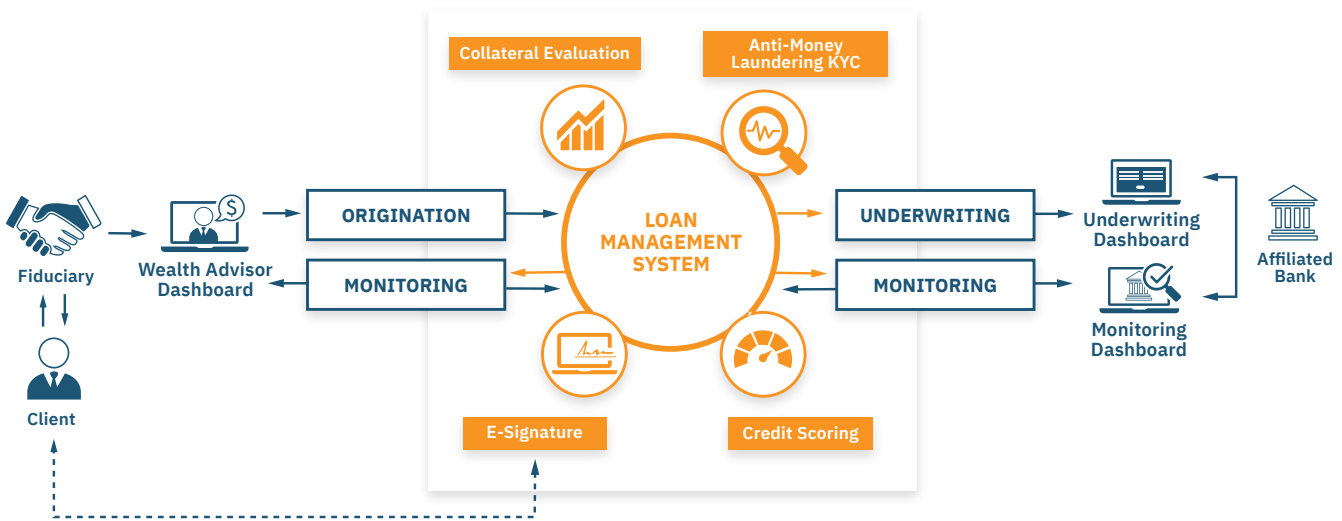 Collateral Evaluation
Anti-Money
Laundering KYC
$
ORIGINATION
LOAN
MANAGEMENT
SYSTEM
UNDERWRITING
Underwriting
Dashboard
Fiduciary
Wealth Advisor
Dashboard
MONITORING
MONITORING
Affiliated
Bank
Monitoring
Dashboard
Client
E-Signature
Credit Scoring